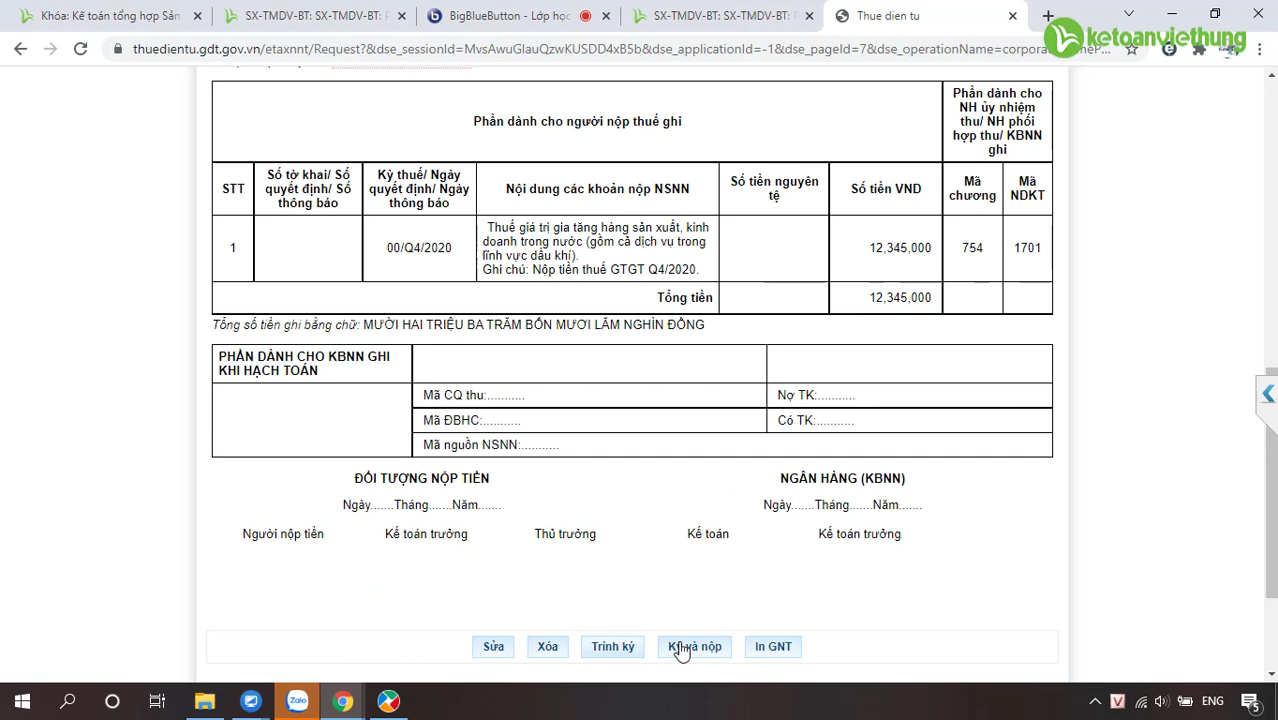 Khóa: Kế toán tổng hợp Sản
SX-TMDV-BT: SX-TMDV-BT:
BigBlueButton - Lớp học
SX-TMDV-BT: SX-TMDV-BT:
Thue dien tu
thuedientu.gdt.gov.vn/etaxnnt/Request?&dse_sessionId=MvsAwuGlauQzwKUSDD4xB5b&dse_applicationId=-1&dse_pageId=7&dse_operationName=corporat
ketoanviethung
Phần dành cho người nộp thuế ghi
Phần dành cho
NH ủy nhiệm
thu/ NH phối
hợp thu/ KBNN
ghi
STT
Số tờ khai/ Số
quyết định/ Số
thông báo
Kỳ thuế/ Ngày
quyết định/ Ngày
thông báo
Nội dung các khoản nộp NSNN
Số tiền nguyên
tệ
Số tiền VND
Mã
chương
Mã
NDKT
1
00/Q4/2020
Thuế giá trị gia tăng hàng sản xuất, kinh
doanh trong nước (gồm cả dịch vụ trong
lĩnh vực dầu khí).
Ghi chú: Nộp tiền thuế GTGT Q4/2020.
12,345,000
754
1701
Tổng tiền
12,345,000
Tổng số tiền ghi bằng chữ: MƯỜI HAI TRIỆU BA TRĂM BỐN MƯƠI LĂM NGHÌN ĐỒNG
PHẦN DÀNH CHO KBNN GHI
KHI HẠCH TOÁN
Mã CQ thu:...........
Nợ TK:...........
Mã ĐBHC:...........
Có TK:...........
Mã nguồn NSNN:...........
ĐỐI TƯỢNG NỘP TIỀN
NGÂN HÀNG (KBNN)
Ngày.......Tháng.......Năm.......
Ngày.......Tháng.......Năm.......
Người nộp tiền
Kế toán trưởng
Thủ trưởng
Kế toán
Kế toán trưởng
Sửa
Xóa
Trình ký
Ký và nộp
In GNT
Zalo
V
ENG
5